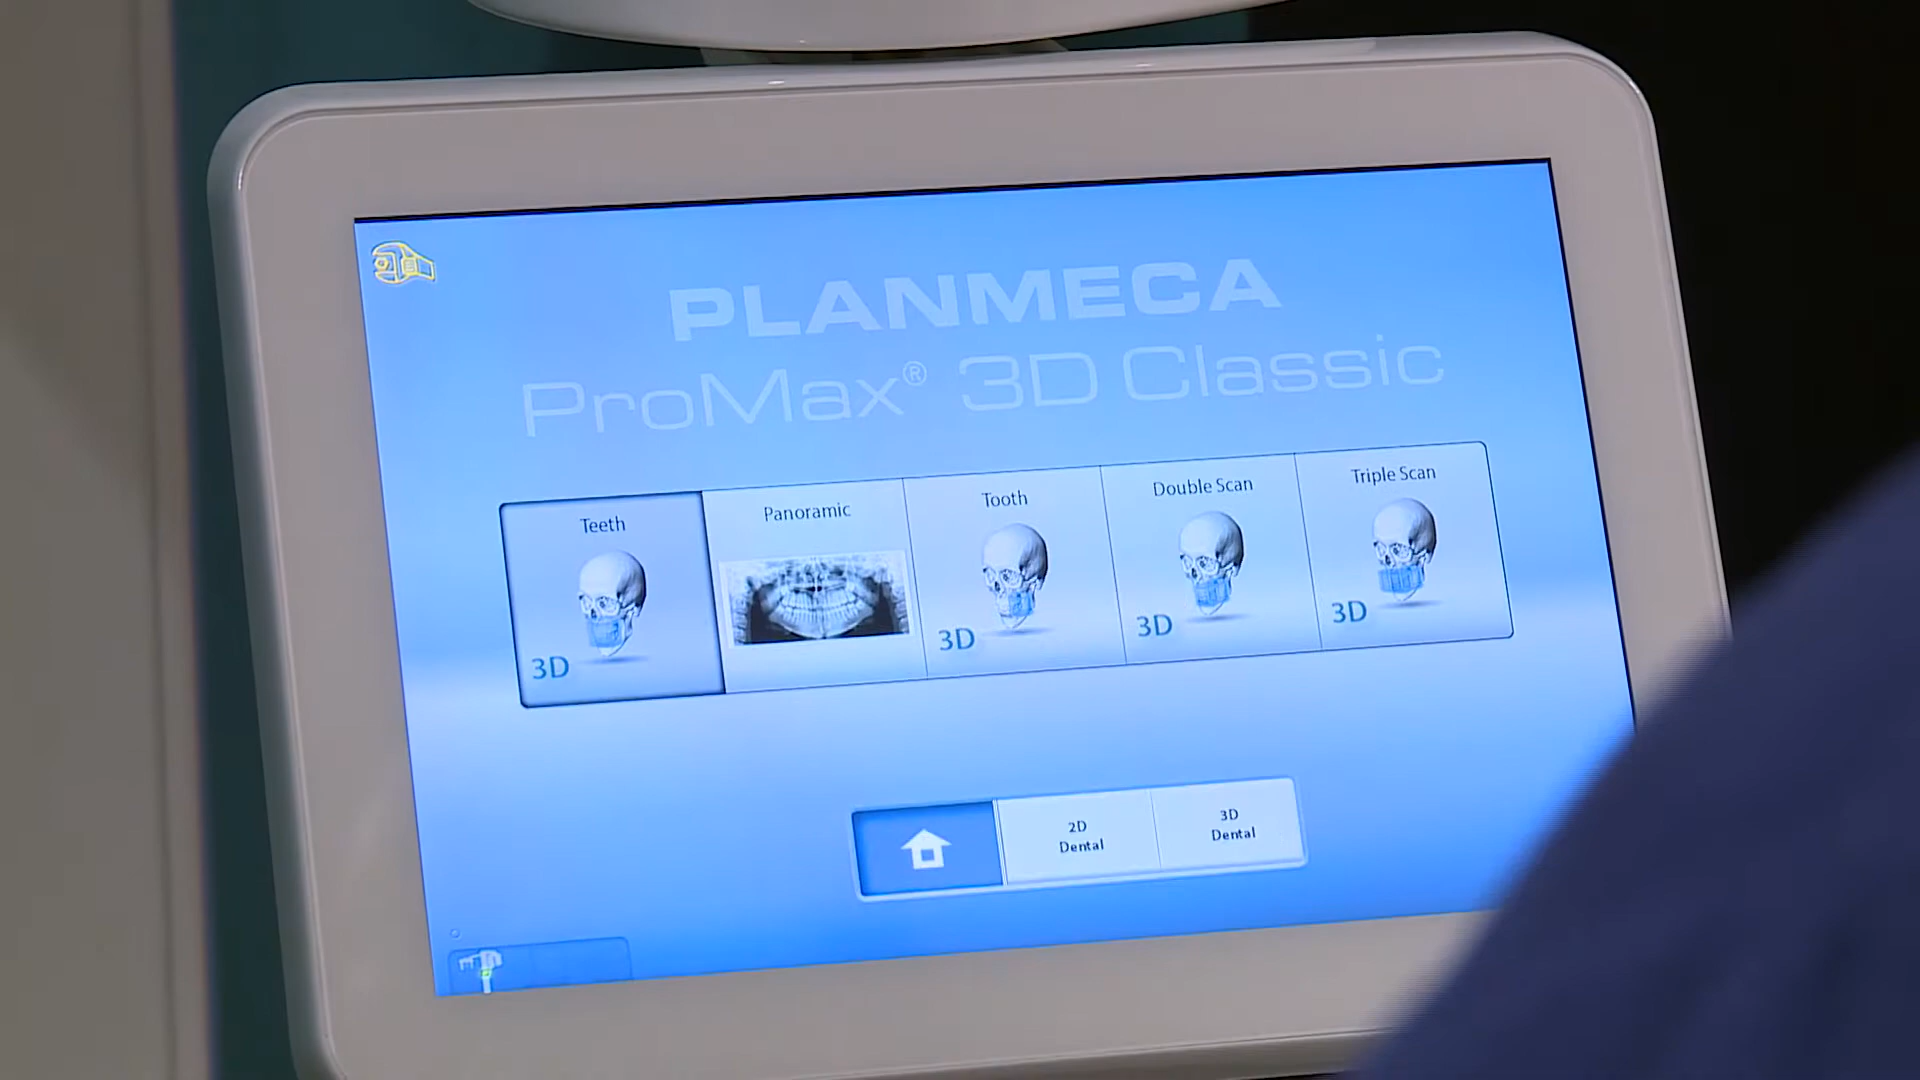 PLANMECA
ProMax® 3D Classic
Teeth
3D
Panoramic
Tooth
3D
Double Scan
3D
Triple Scan
3D
2D
Dental
3D
Dental